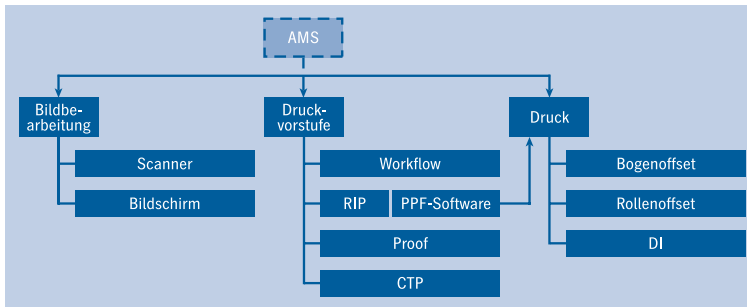 AMS
Bildbe-
arbeitung
Scanner
Bildschirm
Druck-
vorstufe
Workflow
RIP
PPF-Software
Proof
CTP
Druck
Bogenoffset
Rollenoffset
DI